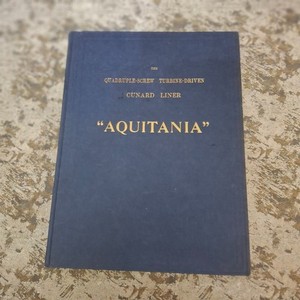 THE
QUADRUPLE-SCREW TURBINE-DRIVEN
CUNARD LINER
"AQUITANIA"